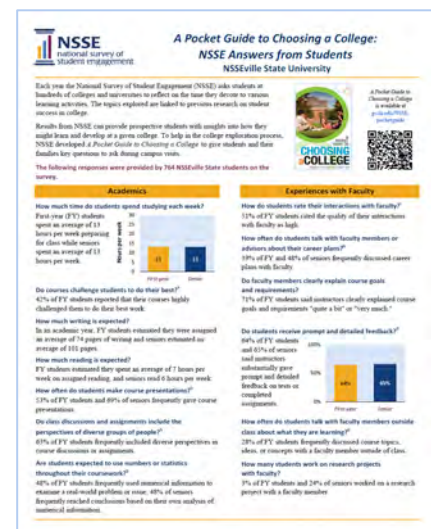 NSSE
national survey of
student engagement
A Pocket Guide to Choosing a College:
NSSE Answers from Students
NSSEville State University
Each year the National Survey of Student Engagement (NSSE) asks students at
hundreds of colleges and universities to reflect on the time they devote to various
learning activities. The topics explored are linked to previous research on student
success in college.
Results from NSSE can provide prospective students with insights into how they
might learn and develop at a given college. To help in the college exploration process,
NSSE developed A Pocket Guide to Choosing a College to give students and their
families key questions to ask during campus visits.
The following responses were provided by 764 NSSEville State students on the
survey.
CHOOSING
a COLLEGE
A Pocket Guide to
Choosing a College
is available at
Academics
How much time do students spend studying each week?
First-year (FY) students
spent an average of 13
hours per week preparing
for class while seniors
spent an average of 13
hours per week.
Hours per week
30
25
20
15
10
5
0
13
13
First-year
Senior
Do courses challenge students to do their best?
42% of FY students reported that their courses highly
challenged them to do their best work.
How much writing is expected?
In an academic year, FY students estimated they were assigned
an average of 74 pages of writing and seniors estimated an
average of 101 pages.
How much reading is expected?
FY students estimated they spent an average of 7 hours per
week on assigned reading, and seniors read 6 hours per week.
How often do students make course presentations?
53% of FY students and 69% of seniors frequently gave course
presentations.
Do class discussions and assignments include the
perspectives of diverse groups of people?
63% of FY students frequently included diverse perspectives in
course discussions or assignments.
Are students expected to use numbers or statistics
throughout their coursework?
48% of FY students frequently used numerical information to
examine a real-world problem or issue; 48% of seniors
frequently reached conclusions based on their own analysis of
numerical information.
Experiences with Faculty
How do students rate their interactions with faculty?
52% of FY students rated the quality of their interactions
with faculty as high.
How often do students talk with faculty members or
advisors about their career plans?
39% of FY and 48% of seniors frequently discussed career
plans with faculty.
Do faculty members clearly explain course goals
and requirements?
71% of FY students said instructors clearly explained course
goals and requirements "quite a bit" or "very much."
Do students receive prompt and detailed feedback?
64% of FY students
and 65% of seniors
said instructors
substantially gave
prompt and detailed
feedback on tests or
completed
assignments.
100%
50%
0%
64%
65%
First-year
Senior
How often do students talk with faculty members outside
class about what they are learning?
28% of FY students frequently discussed course topics,
ideas, or concepts with a faculty member outside of class.
How many students work on research projects
with faculty?
5% of FY students and 24% of seniors worked on a research
project with a faculty member.